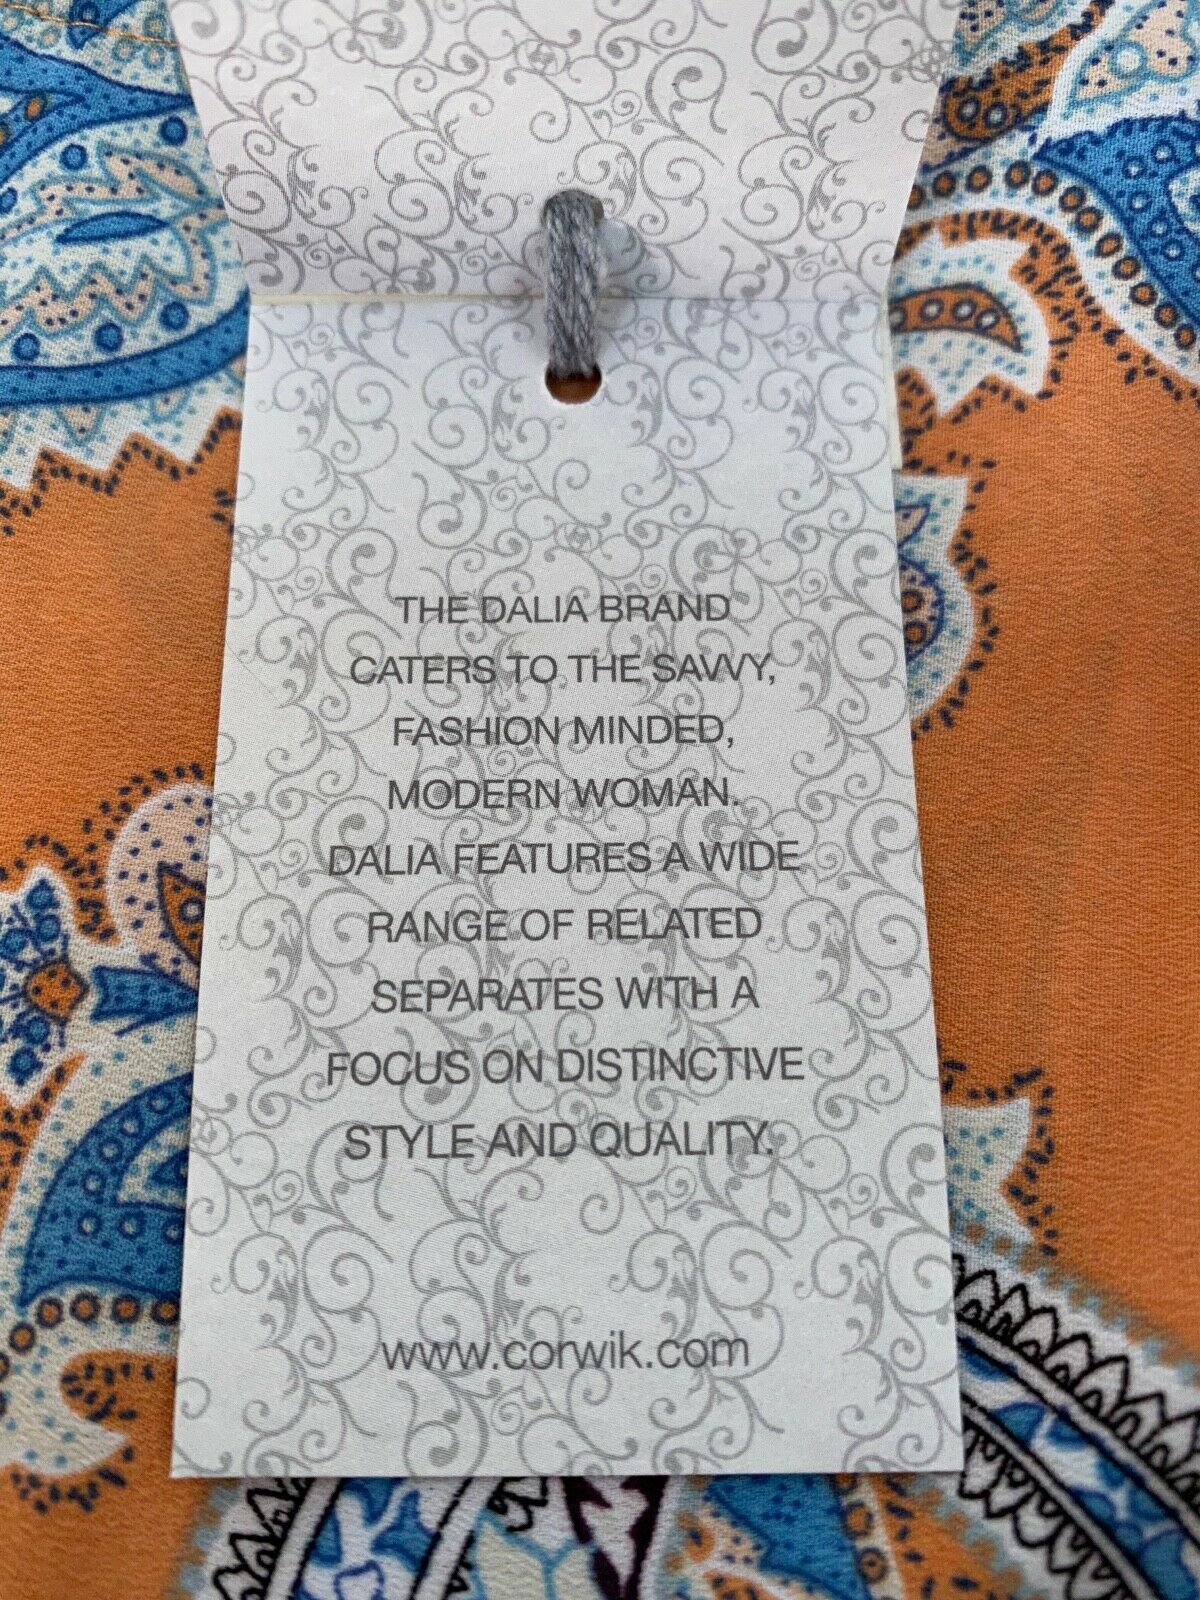 THE DALIA BRAND
CATERS TO THE SAVVY,
FASHION MINDED,
MODERN WOMAN.
DALIA FEATURES A WIDE
RANGE OF RELATED
SEPARATES WITH A
FOCUS ON DISTINCTIVE
STYLE AND QUALITY.
www.corwik.com